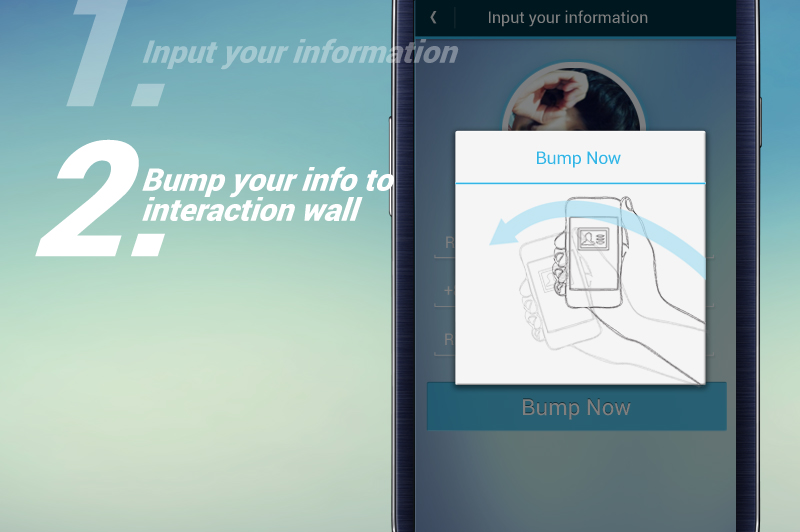 1.
Input your information
2.
Bump your info to
interaction wall
Input your information
Bump Now
R
+
R
Bump Now